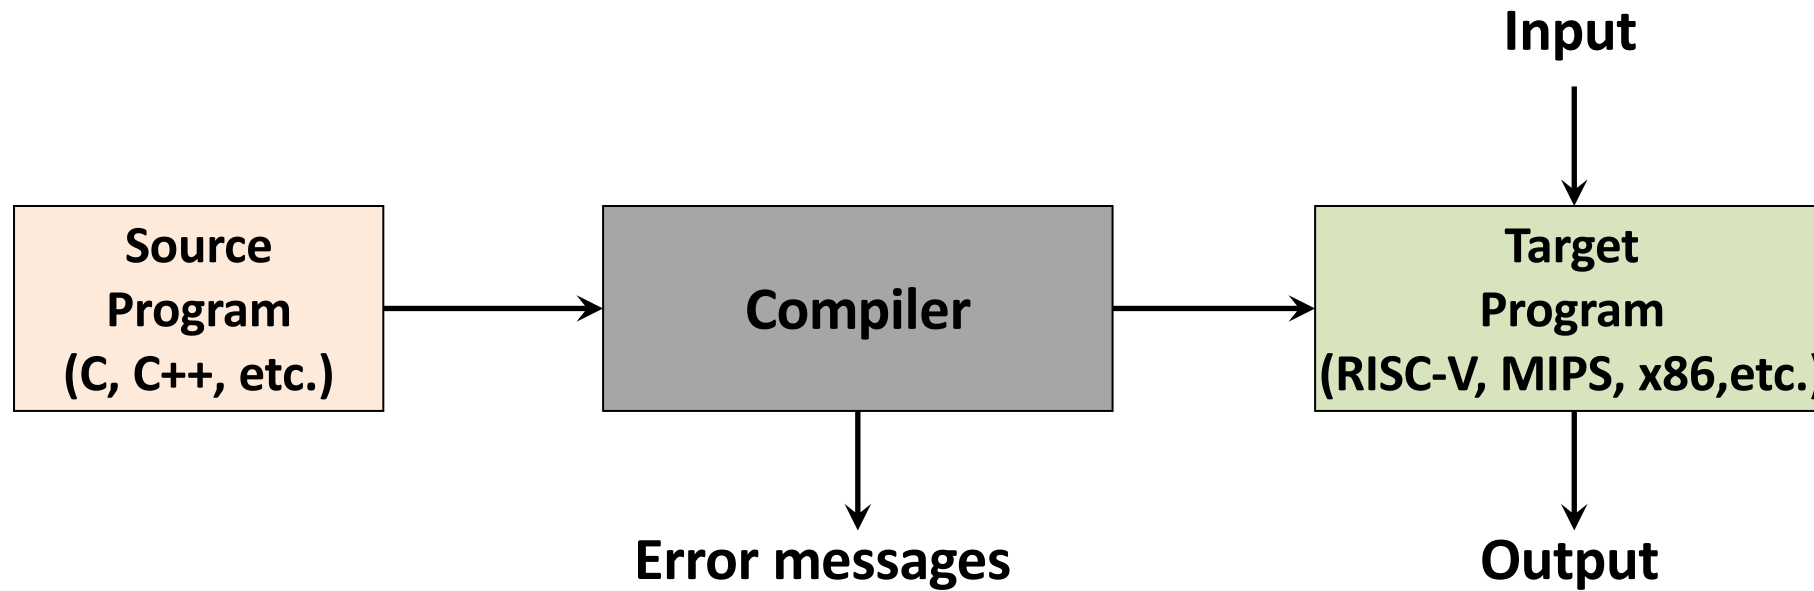 Input
Source
Program
(C, C++, etc.)
Compiler
Target
Program
(RISC-V, MIPS, x86,etc.)
Error messages
Output